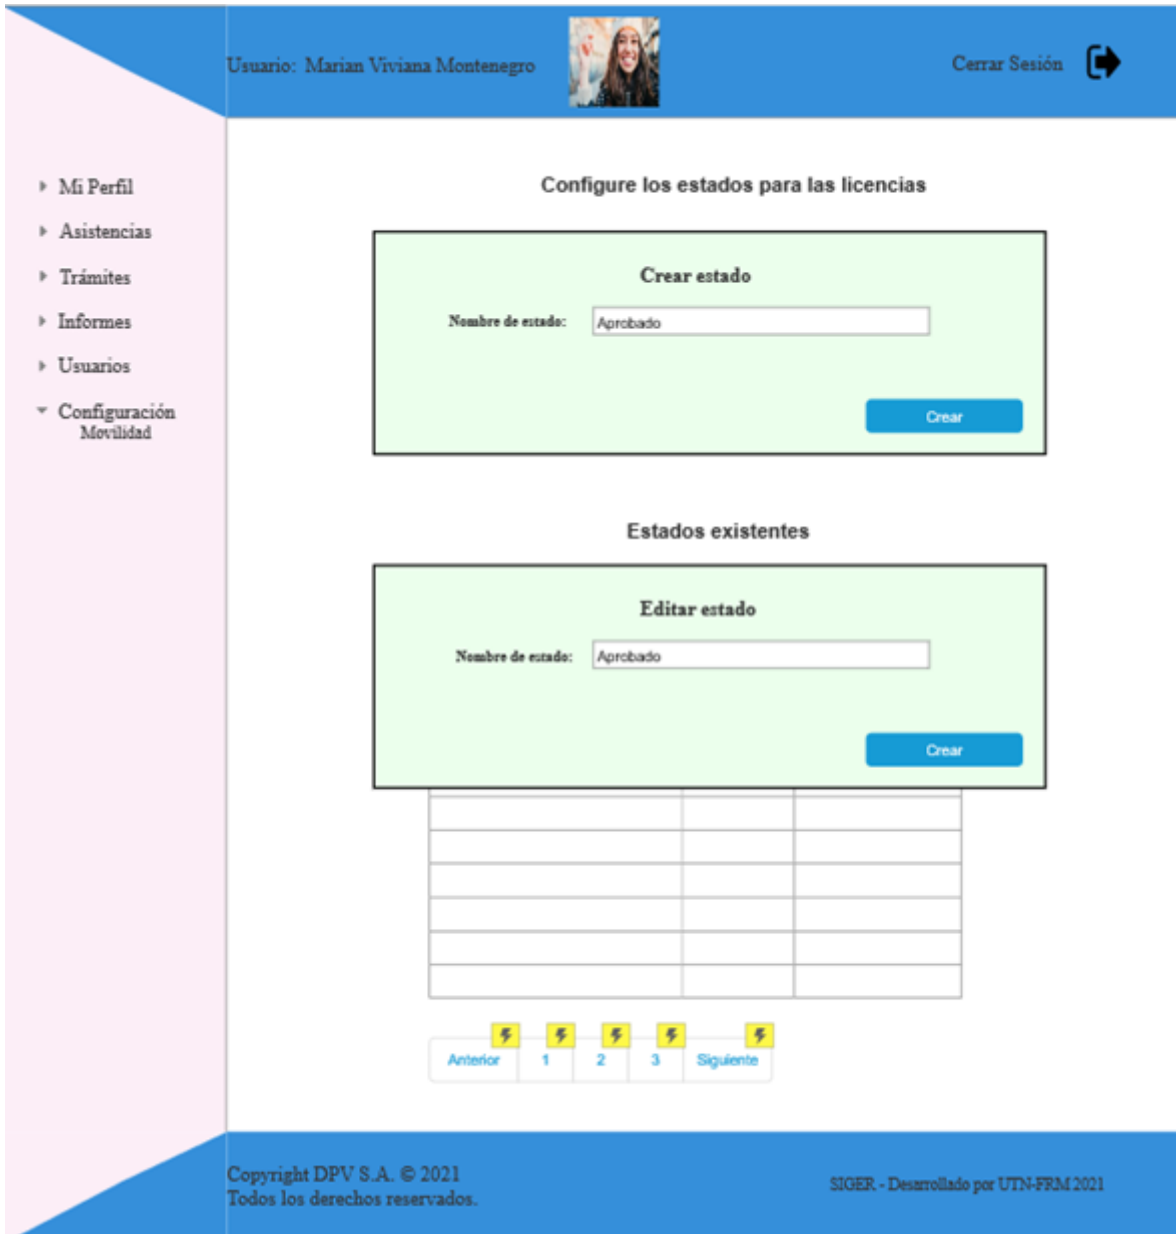 Usuario: Marian Viviana Montenegro
Cerrar Sesión
Mi Perfil
Asistencias
Trámites
Informes
Usuarios
Configuración
Movilidad
Configure los estados para las licencias
Crear estado
Nombre de estado: Aprobado
Crear
Estados existentes
Editar estado
Nombre de estado: Aprobado
Crear
Anterior 1 2 3 Siguiente
Copyright DPV S.A. © 2021
Todos los derechos reservados.
SIGER - Desarrollado por UTN-FRM 2021